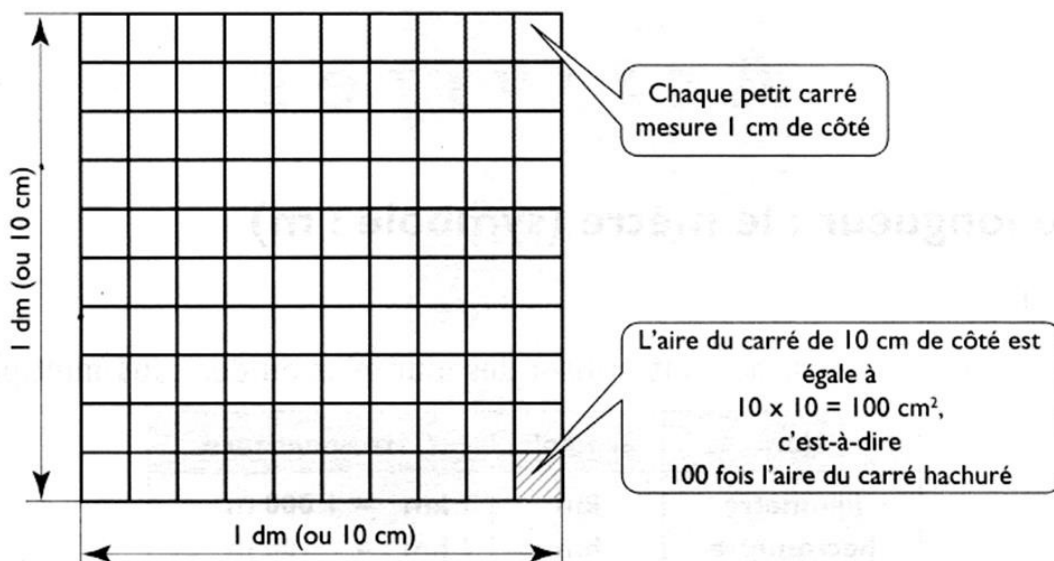 Chaque petit carré
mesure 1 cm de côté
1 dm (ou 10 cm)
L'aire du carré de 10 cm de côté est
égale à
10 x 10 = 100 cm²,
c'est-à-dire
100 fois l'aire du carré hachuré
1 dm (ou 10 cm)